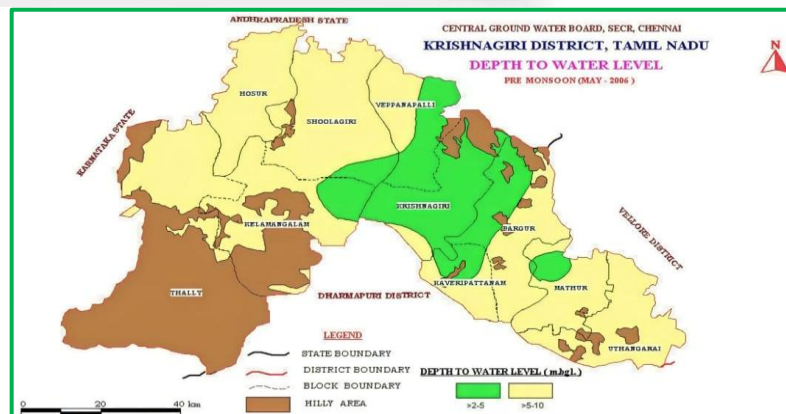 ANDHRAPRADESH STATE
CENTRAL GROUND WATER BOARD, SECR, CHENNAI
KRISHNAGIRI DISTRICT, TAMIL NADU
DEPTH TO WATER LEVEL
PRE MONSOON (MAY - 2006 )
N
HOSUR
VEPPANAPALLI
SHOOLAGIRI
KARNATAKA STATE
KRISHNAGIRI
KELAMANGALAM
BARGUR
VELLORE DISTRICT
THALLY
DHARMAPURI DISTRICT
KAVERIPATTANAM
MATHUR
UTHANGARAI
LEGEND
STATE BOUNDARY
DISTRICT BOUNDARY
BLOCK BOUNDARY
HILLY AREA
DEPTH TO WATER LEVEL ( m.bgl.)
>2-5
>5-10
0 20 40 km